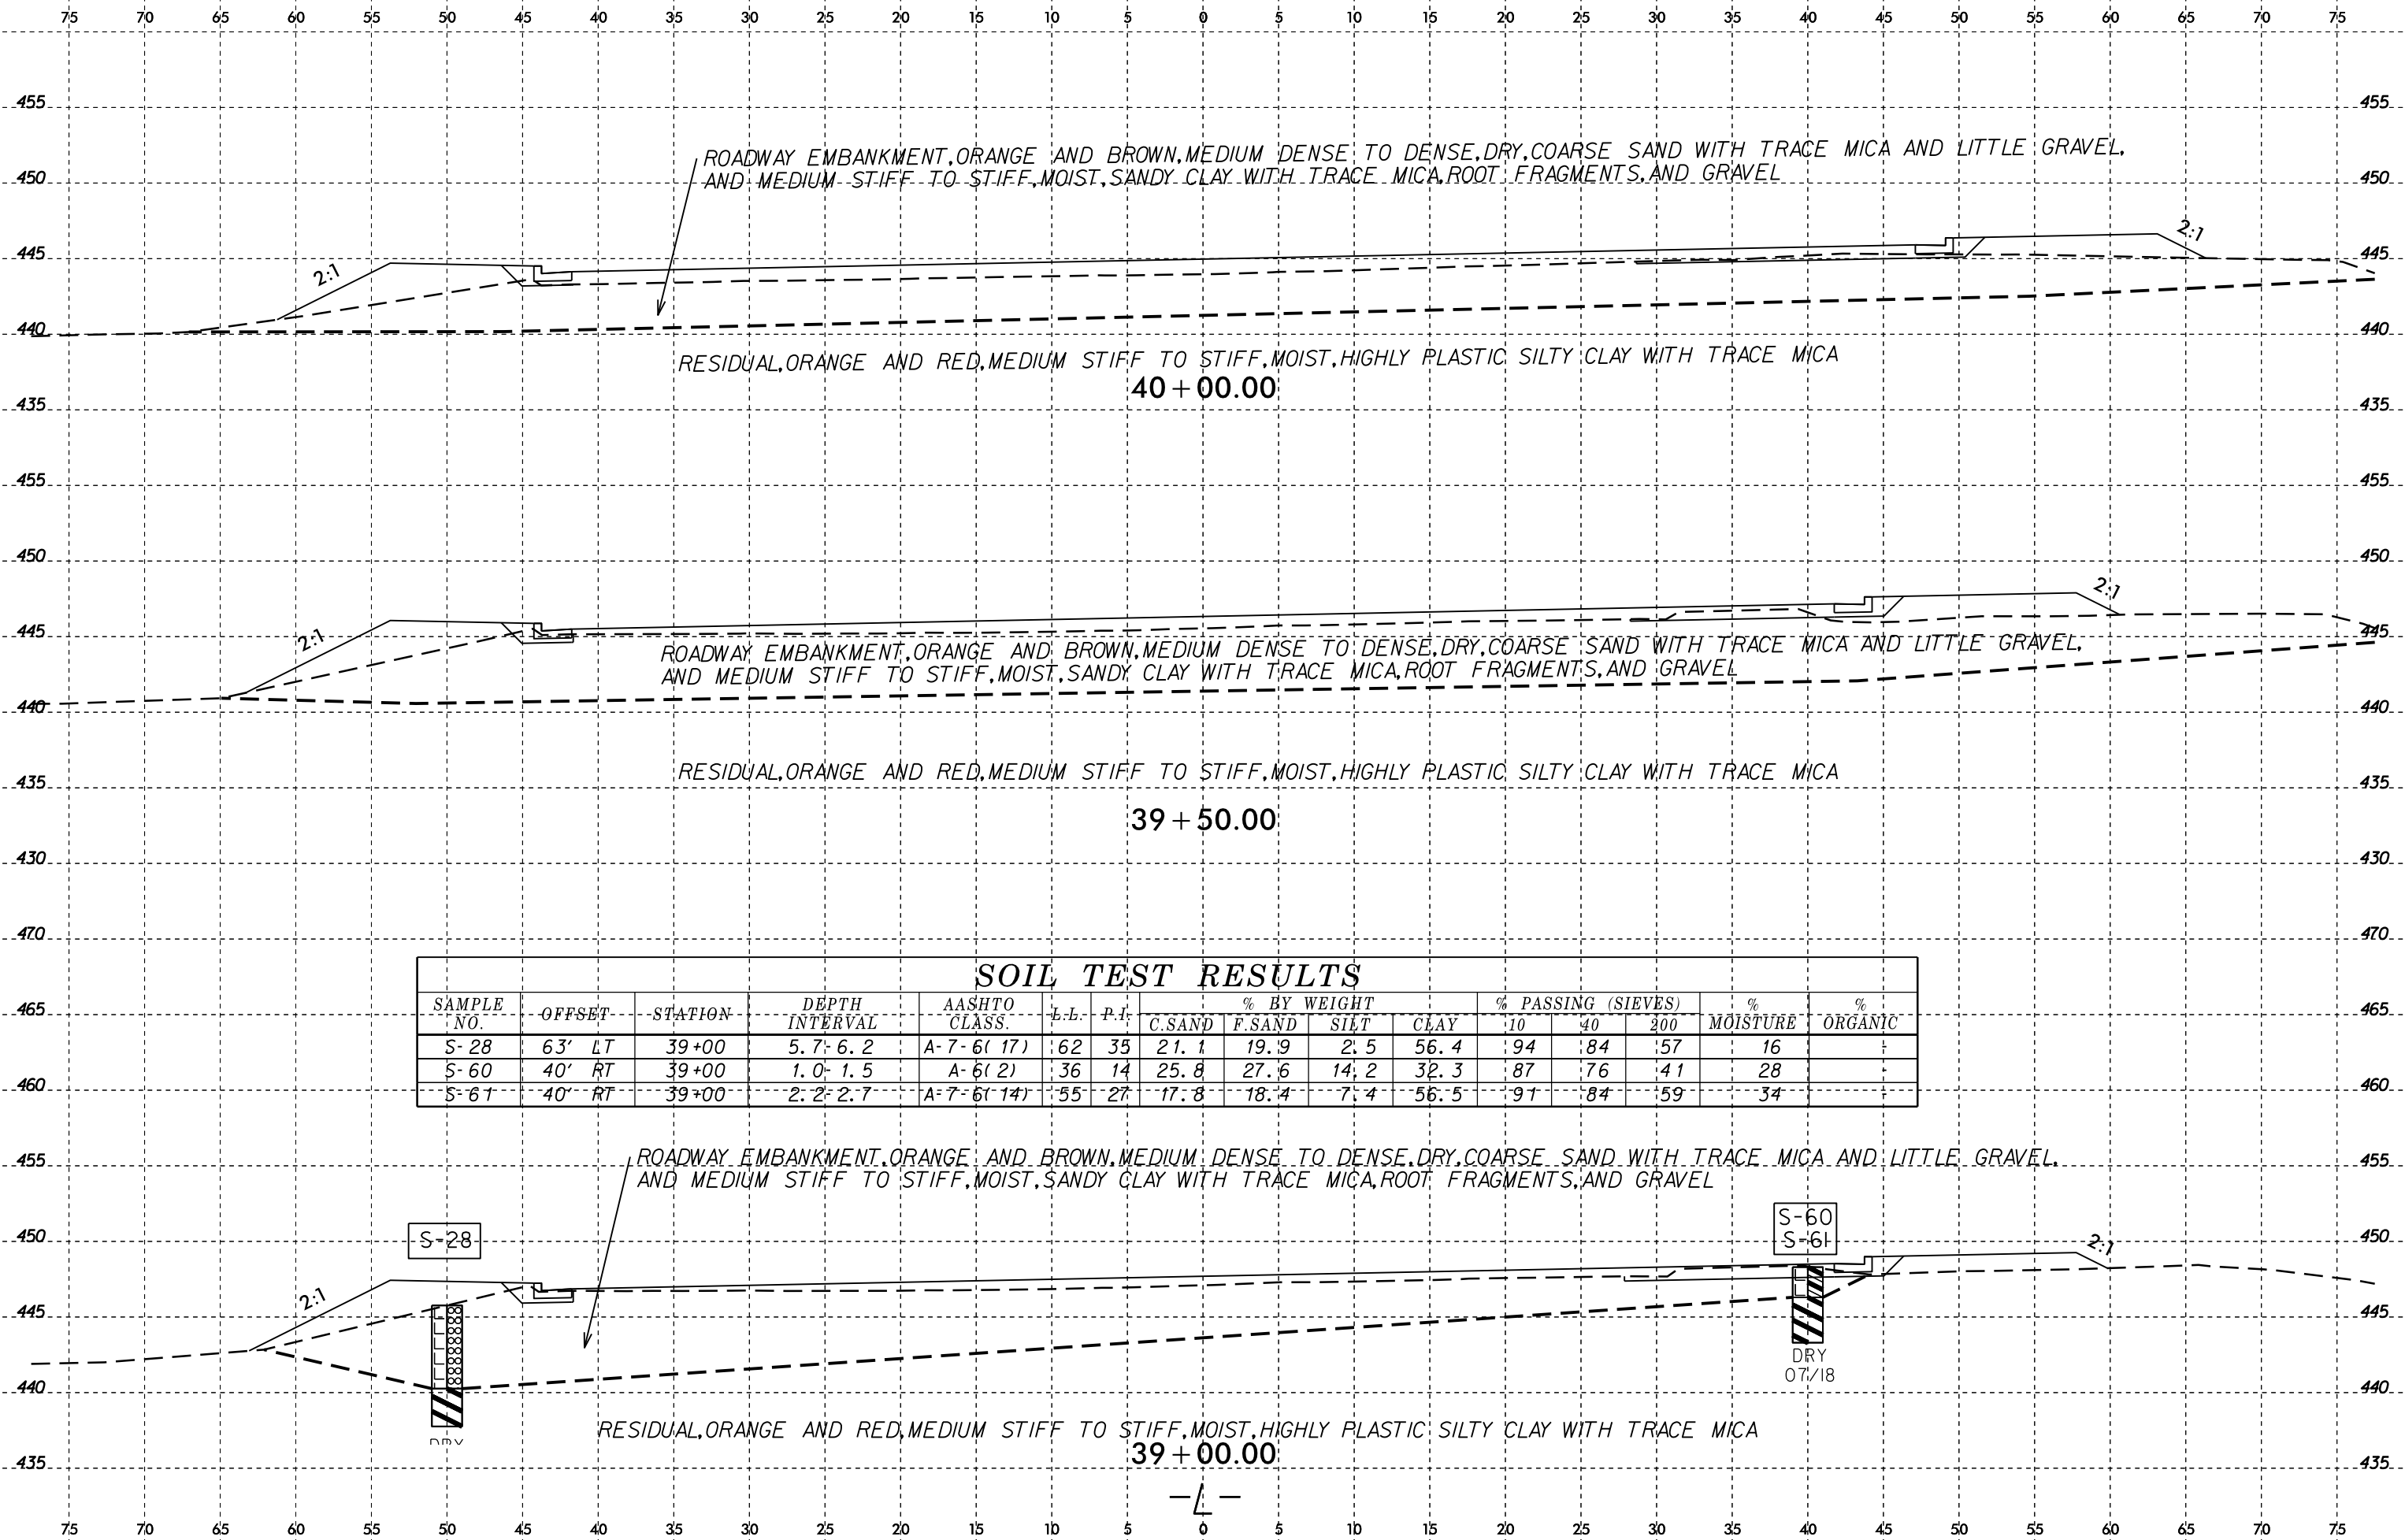 75 70 65 60 55 50 45 40 35 30 25 20 15 10 5 0 5 10 15 20 25 30 35 40 45 50 55 60 65 70 75
455 455
ROADWAY EMBANKMENT,ORANGE AND BROWN,MEDIUM DENSE TO DENSE,DRY,COARSE SAND WITH TRACE MICA AND LITTLE GRAVEL,
450 AND MEDIUM STIFF TO STIFF,MOIST,SANDY CLAY WITH TRACE MICA,ROOT FRAGMENTS,AND GRAVEL 450
2:1
445 445
2:1
440 440
RESIDUAL,ORANGE AND RED,MEDIUM STIFF TO STIFF,MOIST,HIGHLY PLASTIC SILTY CLAY WITH TRACE MICA
40+00.00
435 435
455 455
450 450
2:1
445 445
2:1
ROADWAY EMBANKMENT,ORANGE AND BROWN,MEDIUM DENSE TO DENSE,DRY,COARSE SAND WITH TRACE MICA AND LITTLE GRAVEL,
AND MEDIUM STIFF TO STIFF,MOIST,SANDY CLAY WITH TRACE MICA,ROOT FRAGMENTS,AND GRAVEL
440 440
RESIDUAL,ORANGE AND RED,MEDIUM STIFF TO STIFF,MOIST,HIGHLY PLASTIC SILTY CLAY WITH TRACE MICA
435 435
39+50.00
430 430
470 470
SOIL TEST RESULTS
SAMPLE NO. OFFSET STATION DEPTH INTERVAL AASHTO CLASS. L.L. P.I. % BY WEIGHT % PASSING (SIEVES) % MOISTURE % ORGANIC
465 465
C.SAND F.SAND SILT CLAY 10 40 200
S-28 63' LT 39+00 5.7-6.2 A-7-6(17) 62 35 21.1 19.9 2.5 56.4 94 84 57 16 -
S-60 40' RT 39+00 1.0-1.5 A-6(2) 36 14 25.8 27.6 14.2 32.3 87 76 41 28 -
460 460
S-61 40' RT 39+00 2.2-2.7 A-7-6(14) 55 27 17.8 18.4 7.4 56.5 91 84 59 34 -
ROADWAY EMBANKMENT,ORANGE AND BROWN,MEDIUM DENSE TO DENSE,DRY,COARSE SAND WITH TRACE MICA AND LITTLE GRAVEL,
455 455
AND MEDIUM STIFF TO STIFF,MOIST,SANDY CLAY WITH TRACE MICA,ROOT FRAGMENTS,AND GRAVEL
S-60
S-61
450 S-28 450
2:1
2:1
445 445
DRY
07/18
440 440
RESIDUAL,ORANGE AND RED,MEDIUM STIFF TO STIFF,MOIST,HIGHLY PLASTIC SILTY CLAY WITH TRACE MICA
DRY
39+00.00
435 435
-L-
75 70 65 60 55 50 45 40 35 30 25 20 15 10 5 0 5 10 15 20 25 30 35 40 45 50 55 60 65 70 75